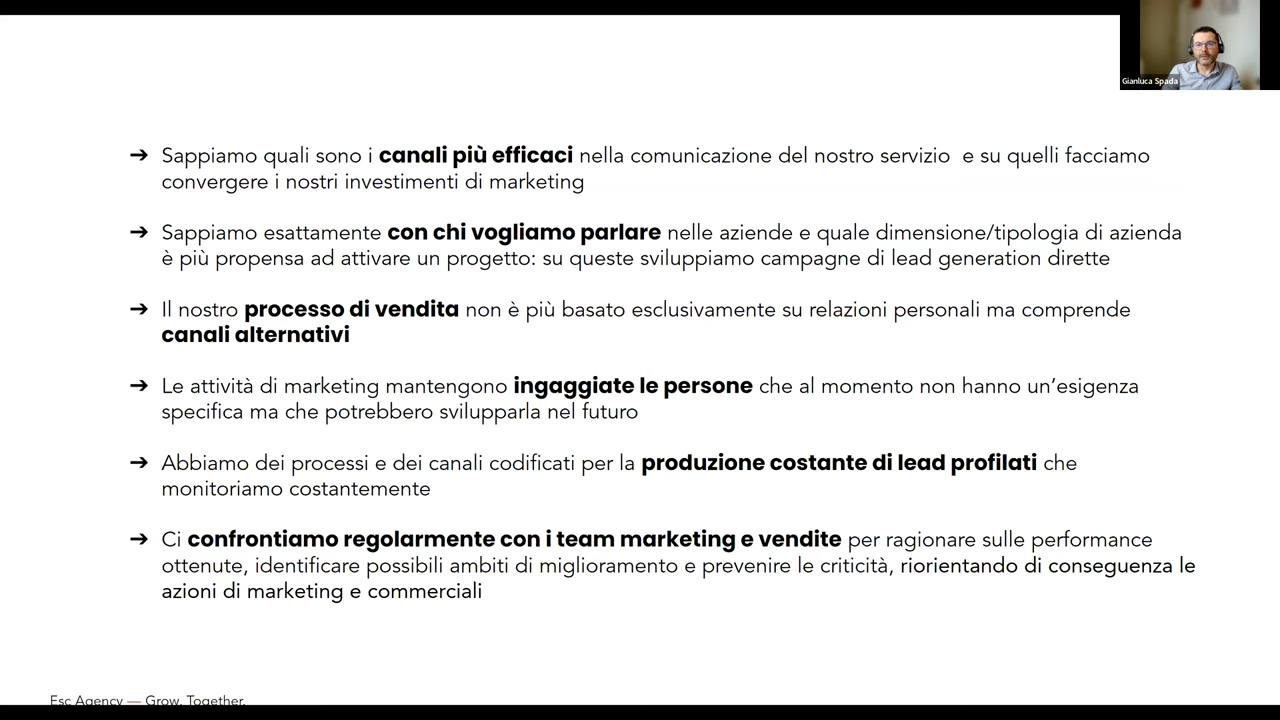 Gianluca Spada
➔ Sappiamo quali sono i canali più efficaci nella comunicazione del nostro servizio  e su quelli facciamo
convergere i nostri investimenti di marketing
➔ Sappiamo esattamente con chi vogliamo parlare nelle aziende e quale dimensione/tipologia di azienda
è più propensa ad attivare un progetto: su queste sviluppiamo campagne di lead generation dirette
➔ Il nostro processo di vendita non è più basato esclusivamente su relazioni personali ma comprende
canali alternativi
➔ Le attività di marketing mantengono ingaggiate le persone che al momento non hanno un’esigenza
specifica ma che potrebbero svilupparla nel futuro
➔ Abbiamo dei processi e dei canali codificati per la produzione costante di lead profilati che
monitoriamo costantemente
➔ Ci confrontiamo regolarmente con i team marketing e vendite per ragionare sulle performance
ottenute, identificare possibili ambiti di miglioramento e prevenire le criticità, riorientando di conseguenza le
azioni di marketing e commerciali
Esc Agency — Grow. Together.